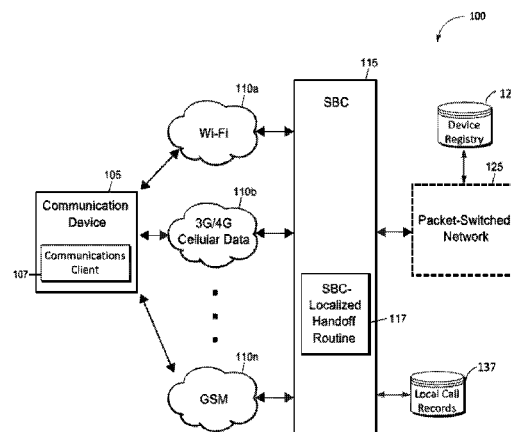 100
116
110a
SBC
Wi-Fi
Device
Registry
125
105
110b
Communication
Device
3G/4G
Cellular Data
Packet-Switched
Network
107
Communications
Client
SBC-
Localized
Handoff
Routine
117
110n
GSM
137
Local Call
Records